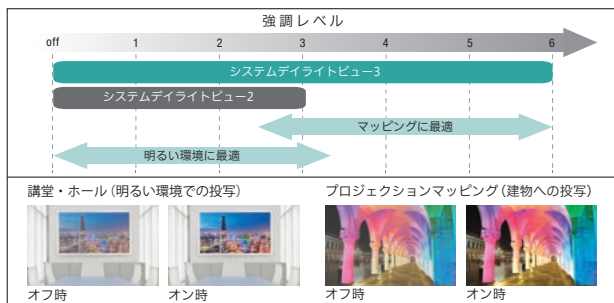 強調レベル
off 1 2 3 4 5 6
システムデイライトビュー3
システムデイライトビュー2
マッピングに最適
明るい環境に最適
講堂・ホール(明るい環境での投写)
プロジェクションマッピング(建物への投写)
オフ時 オン時 オフ時 オン時